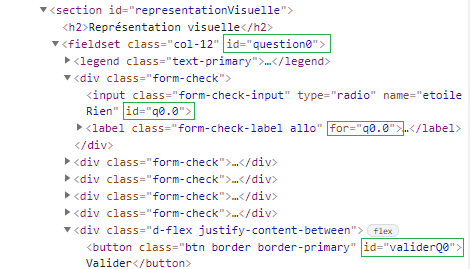 ▼<section id="representationVisuelle">
<h2>Représentation visuelle</h2>
▼<fieldset class="col-12" id="question0">
▶<legend class="text-primary">…</legend>
▼<div class="form-check">
<input class="form-check-input" type="radio" name="etoile
Rien" id="q0.0">
▶<label class="form-check-label allo" for="q0.0">…</label>
</div>
▶<div class="form-check">…</div>
▶<div class="form-check">…</div>
▶<div class="form-check">…</div>
▶<div class="form-check">…</div>
▼<div class="d-flex justify-content-between"> flex
<button class="btn border border-primary" id="validerQ0">
Valider</button>